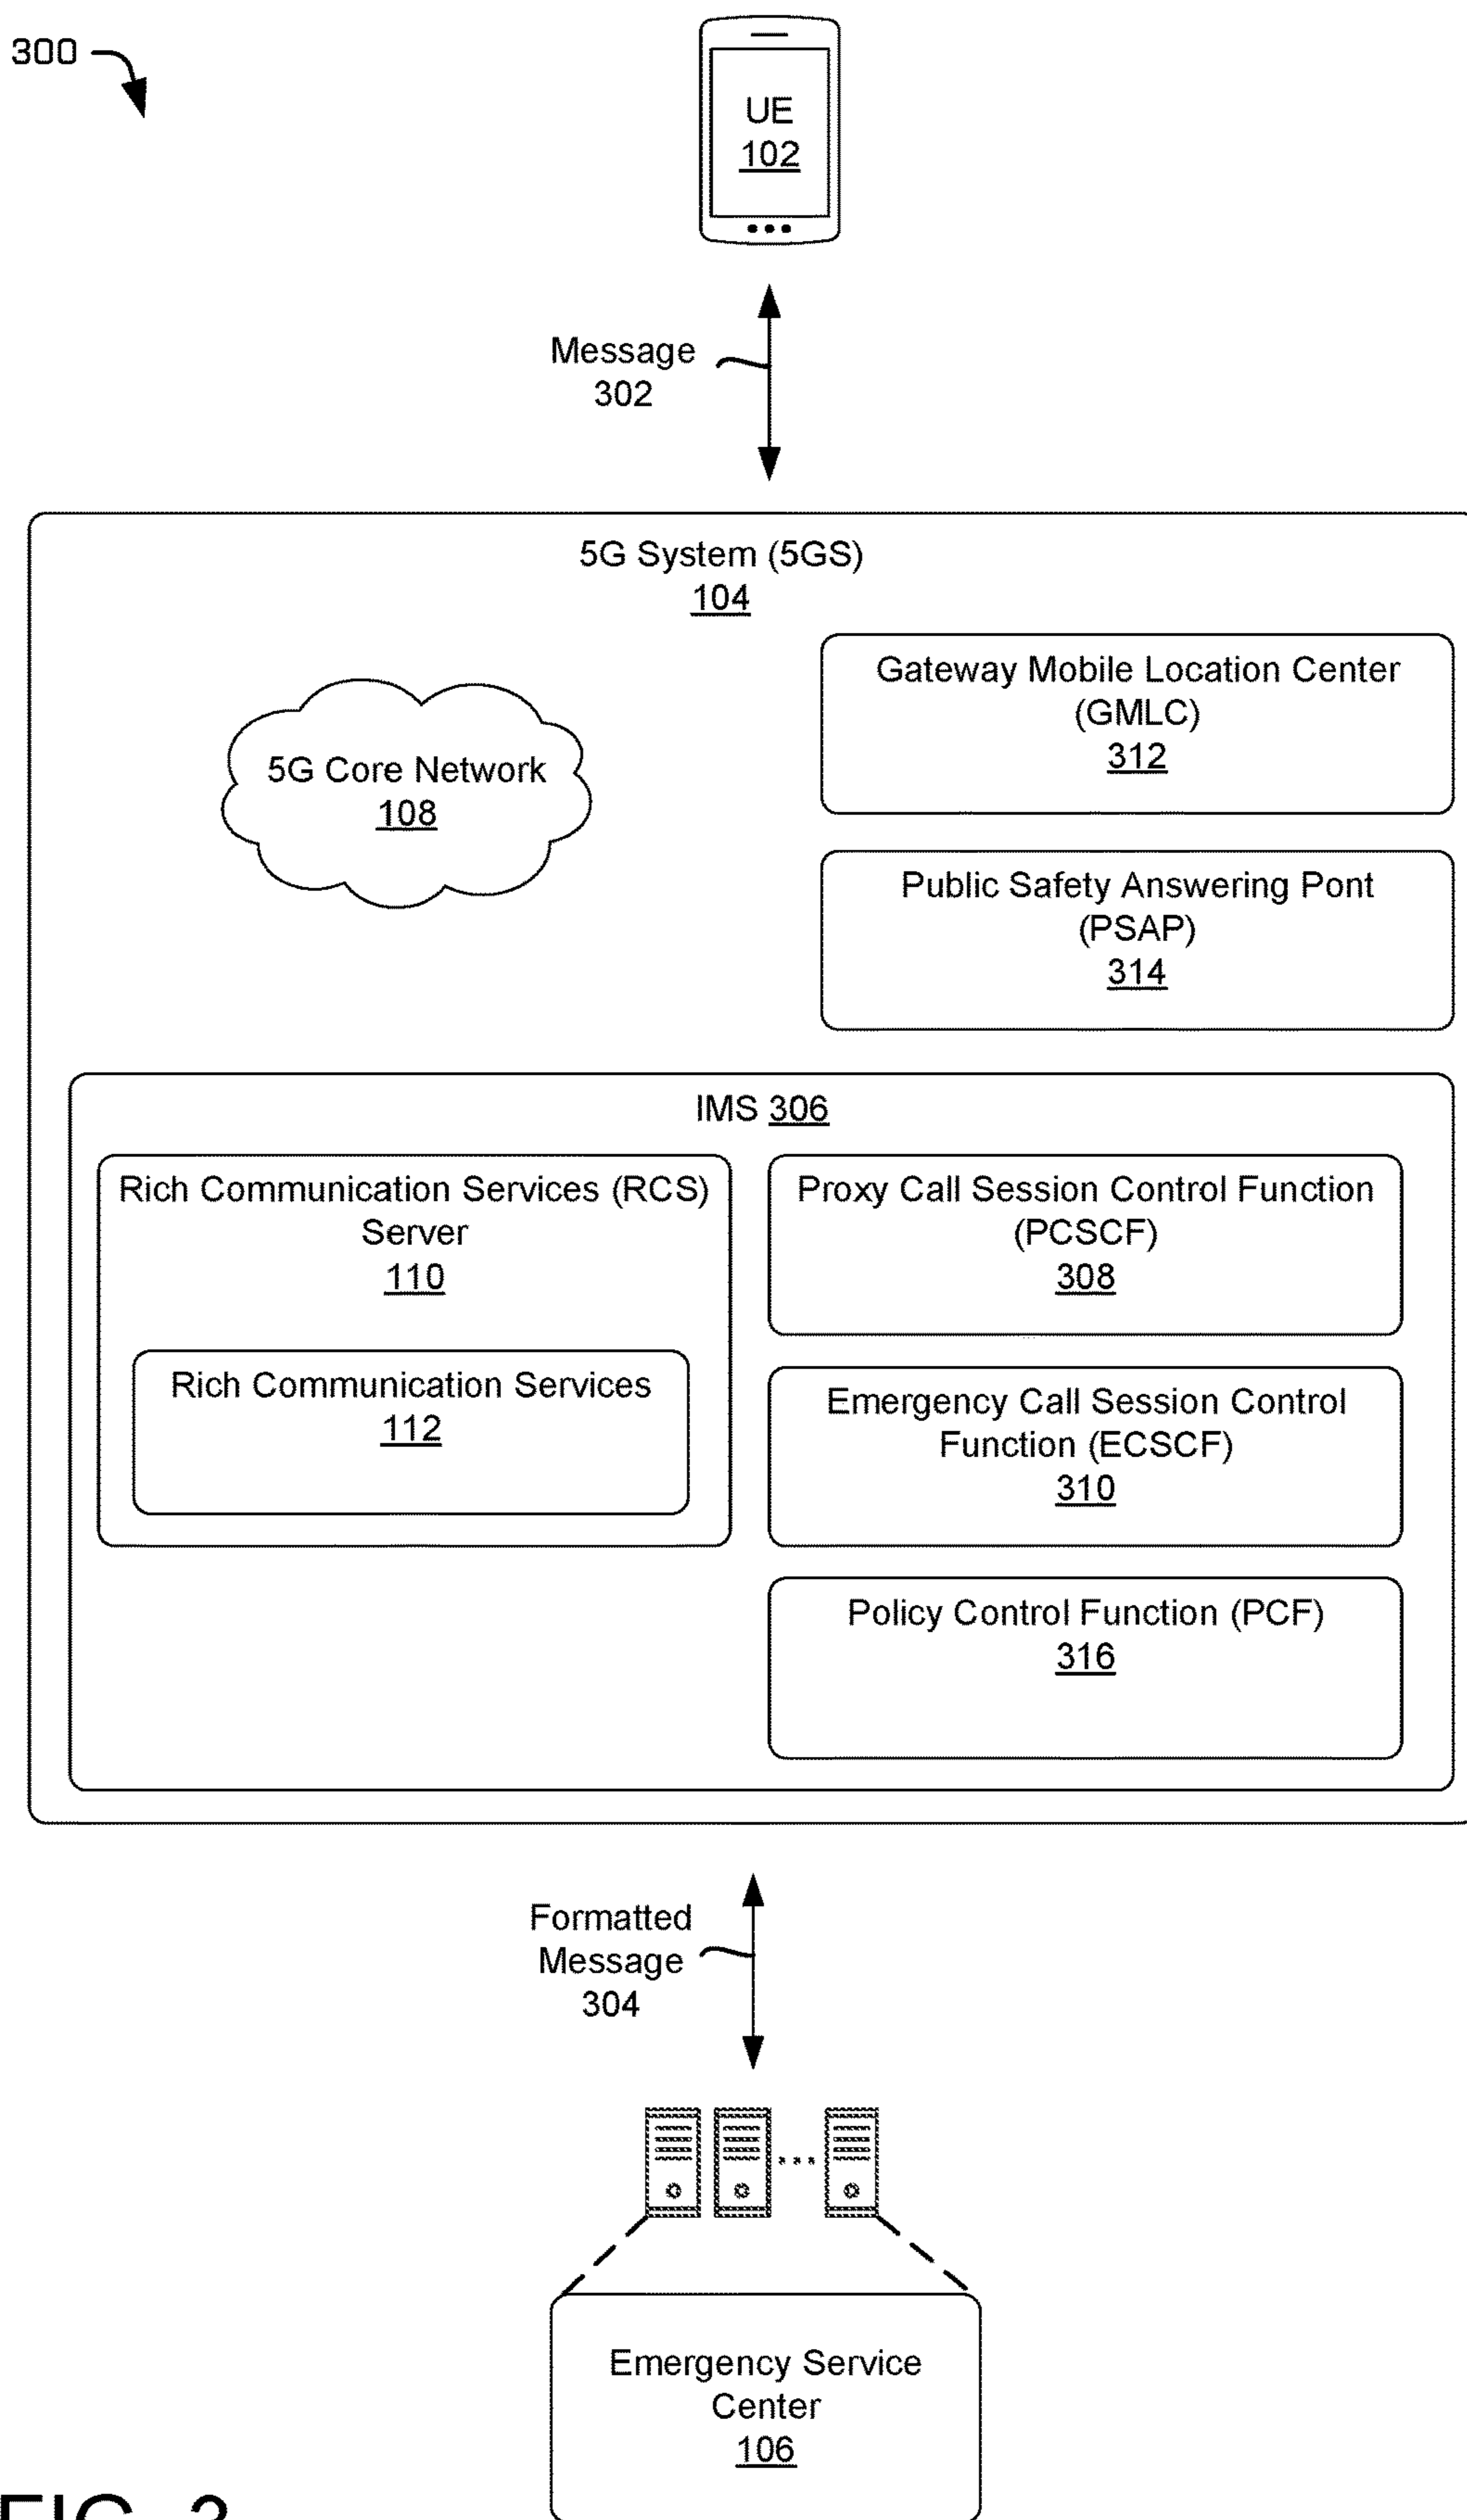 300
UE
102
Message
302
5G System (5GS)
104
Gateway Mobile Location Center
(GMLC)
312
5G Core Network
108
Public Safety Answering Pont
(PSAP)
314
IMS 306
Rich Communication Services (RCS)
Server
110
Rich Communication Services
112
Proxy Call Session Control Function
(PCSCF)
308
Emergency Call Session Control
Function (ECSCF)
310
Policy Control Function (PCF)
316
Formatted
Message
304
Emergency Service
Center
106